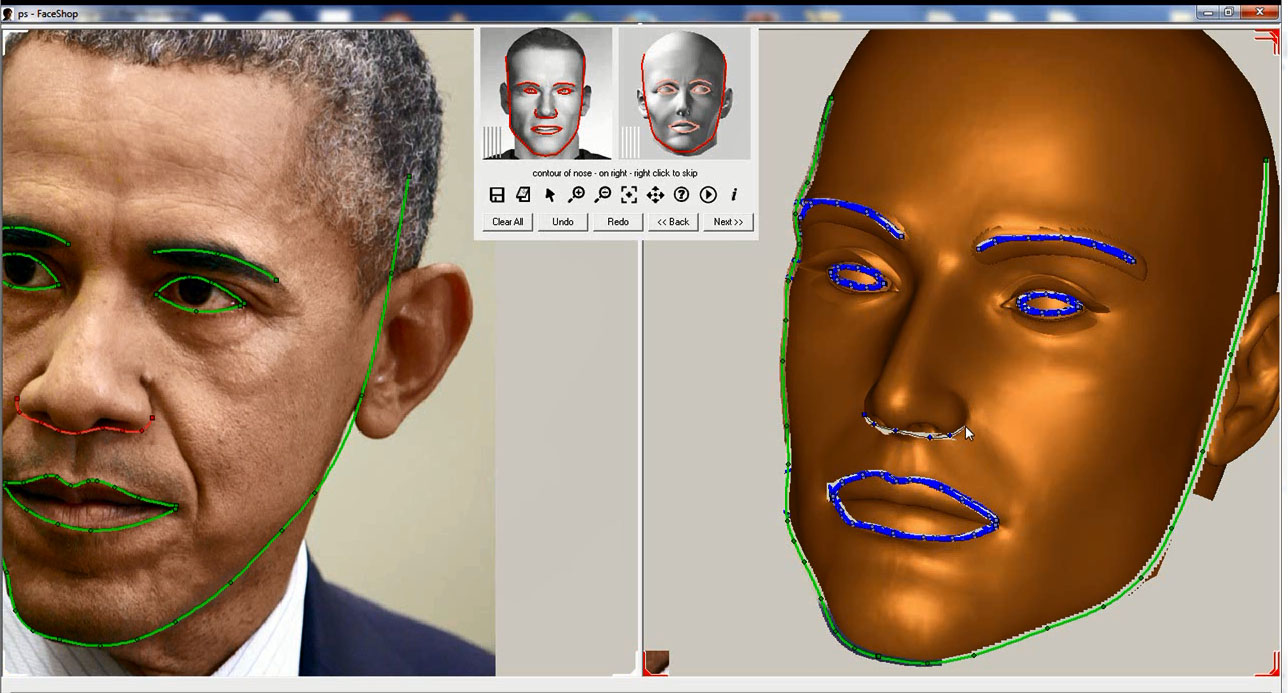 ps - FaceShop
contour of nose - on right - right click to skip
Clear All
Undo
Redo
<< Back
Next >>